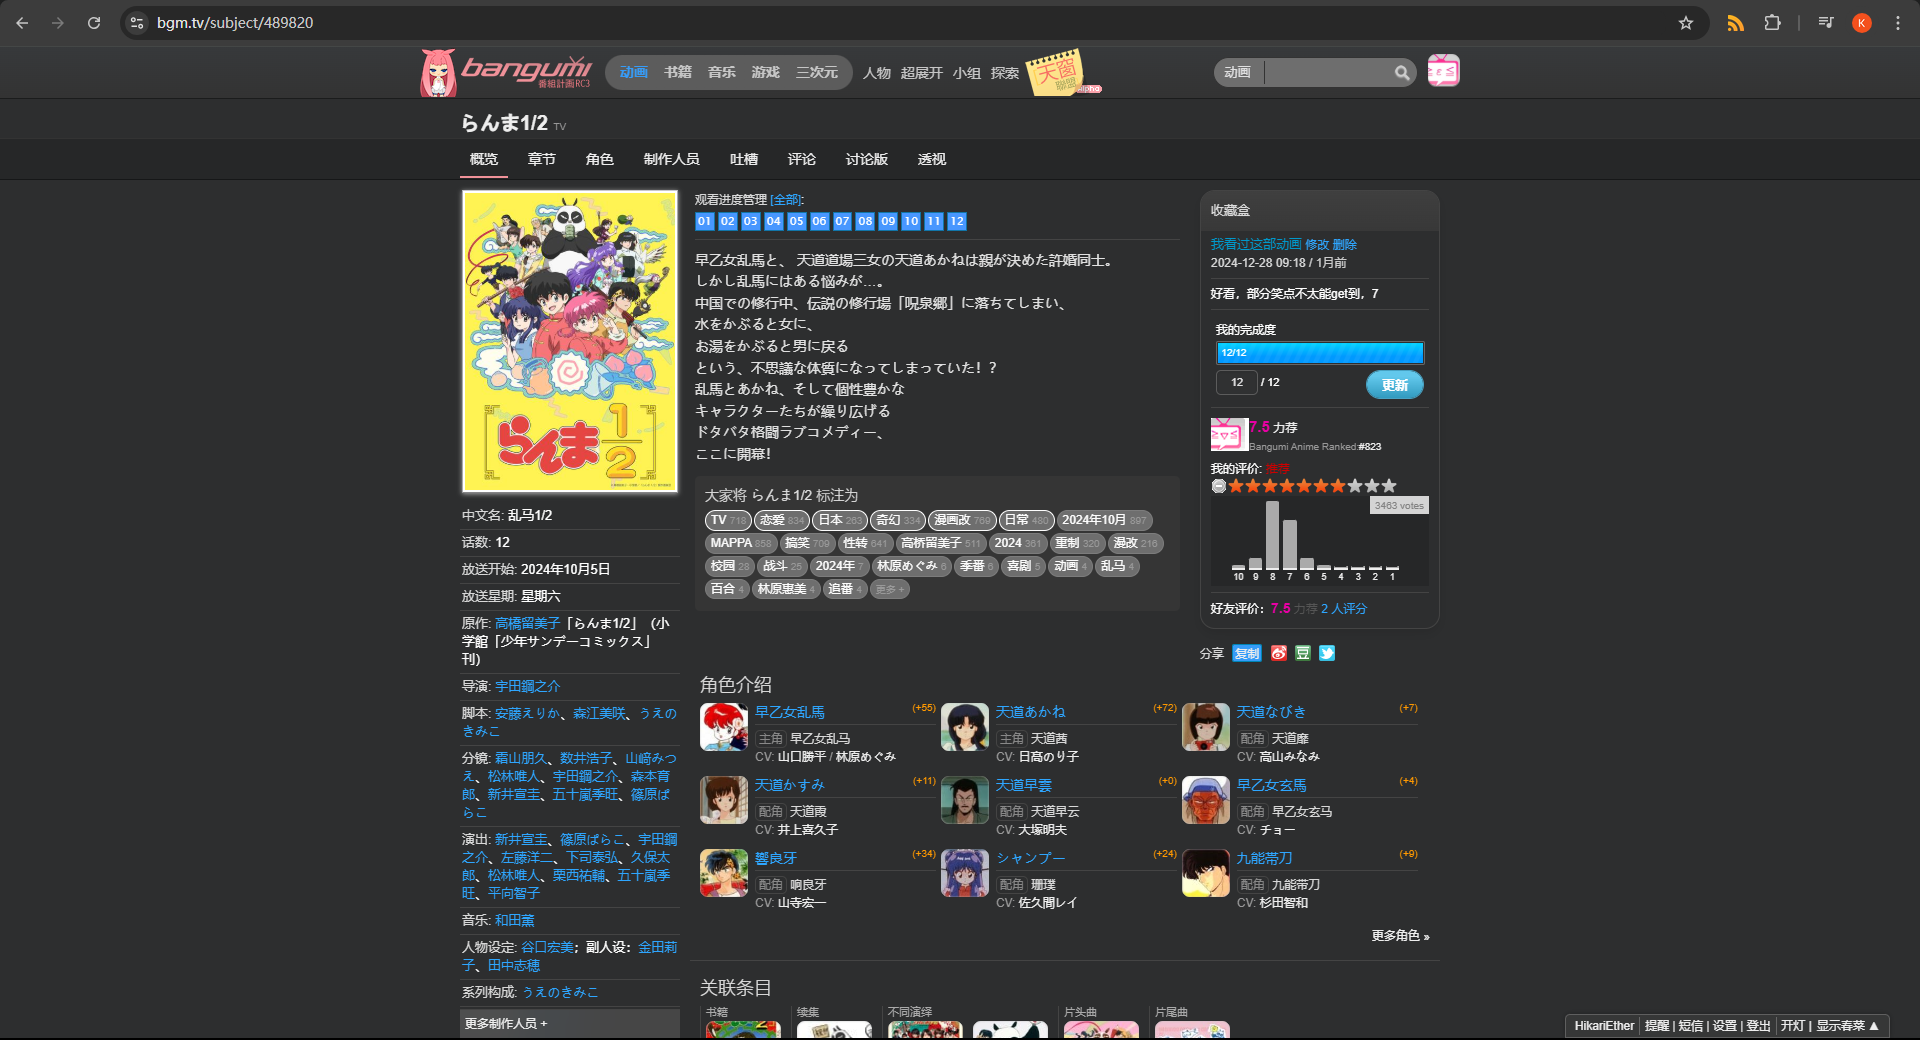 bgm.tv/subject/489820
K
bangumi
番組計画RC3
动画 书籍 音乐 游戏 三次元 人物 超展开 小组 探索
天窗
联盟
alpha
动画
らんま1/2 TV
概览 章节 角色 制作人员 吐槽 评论 讨论版 透视
らんま1/2
中文名: 乱马1/2
话数: 12
放送开始: 2024年10月5日
放送星期: 星期六
原作: 高橋留美子「らんま1/2」（小
学館「少年サンデーコミックス」
刊）
导演: 宇田鋼之介
脚本: 安藤えりか、森江美咲、うえの
きみこ
分镜: 霜山朋久、数井浩子、山﨑みつ
え、松林唯人、宇田鋼之介、森本育
郎、新井宣圭、五十嵐季旺、篠原ぱ
らこ
演出: 新井宣圭、篠原ぱらこ、宇田鋼
之介、左藤洋二、下司泰弘、久保太
郎、松林唯人、栗西祐輔、五十嵐季
旺、平向智子
音乐: 和田薫
人物设定: 谷口宏美；副人设：金田莉
子、田中志穂
系列构成: うえのきみこ
更多制作人员 +
观看进度管理 [全部]:
01 02 03 04 05 06 07 08 09 10 11 12
早乙女乱馬と、 天道道場三女の天道あかねは親が決めた許婚同士。
しかし乱馬にはある悩みが…。
中国での修行中、伝説の修行場「呪泉郷」に落ちてしまい、
水をかぶると女に、
お湯をかぶると男に戻る
という、不思議な体質になってしまっていた！？
乱馬とあかね、そして個性豊かな
キャラクターたちが繰り広げる
ドタバタ格闘ラブコメディー、
ここに開幕！
大家将 らんま1/2 标注为
TV 718 恋爱 834 日本 263 奇幻 334 漫画改 769 日常 480 2024年10月 897
MAPPA 858 搞笑 709 性转 641 高桥留美子 511 2024 361 重制 320 漫改 216
校园 28 战斗 25 2024年 7 林原めぐみ 6 季番 6 喜剧 5 动画 4 乱马 4
百合 4 林原惠美 4 追番 4 更多 +
角色介绍
早乙女乱馬 (+55)
主角 早乙女乱马
CV: 山口勝平 / 林原めぐみ
天道あかね (+72)
主角 天道茜
CV: 日高のり子
天道なびき (+7)
配角 天道靡
CV: 高山みなみ
天道かすみ (+11)
配角 天道霞
CV: 井上喜久子
天道早雲 (+0)
配角 天道早云
CV: 大塚明夫
早乙女玄馬 (+4)
配角 早乙女玄马
CV: チョー
響良牙 (+34)
配角 响良牙
CV: 山寺宏一
シャンプー (+24)
配角 珊璞
CV: 佐久間レイ
九能帯刀 (+9)
配角 九能带刀
CV: 杉田智和
更多角色 »
关联条目
书籍 续集 不同演绎 片头曲 片尾曲
收藏盒
我看过这部动画 修改 删除
2024-12-28 09:18 / 1月前
好看，部分笑点不太能get到，7
我的完成度
12/12
12 / 12 更新
7.5 力荐
Bangumi Anime Ranked:#823
我的评价: 推荐
3463 votes
10 9 8 7 6 5 4 3 2 1
好友评价： 7.5 力荐 2 人评分
分享 复制 豆
HikariEther 提醒 | 短信 | 设置 | 登出 开灯 | 显示春菜 ▲